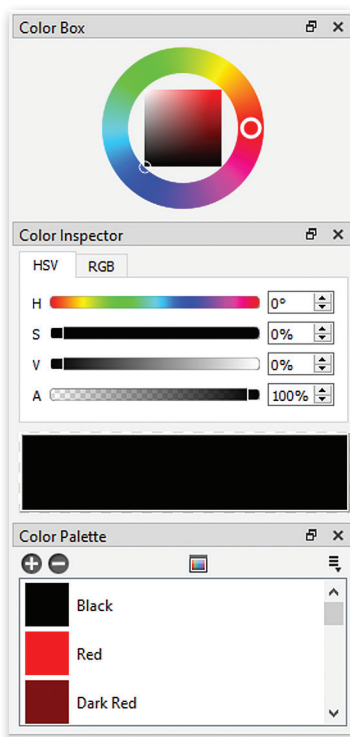 Color Box
Color Inspector
HSV RGB
H 0°
S 0%
V 0%
A 100%
Color Palette
Black
Red
Dark Red